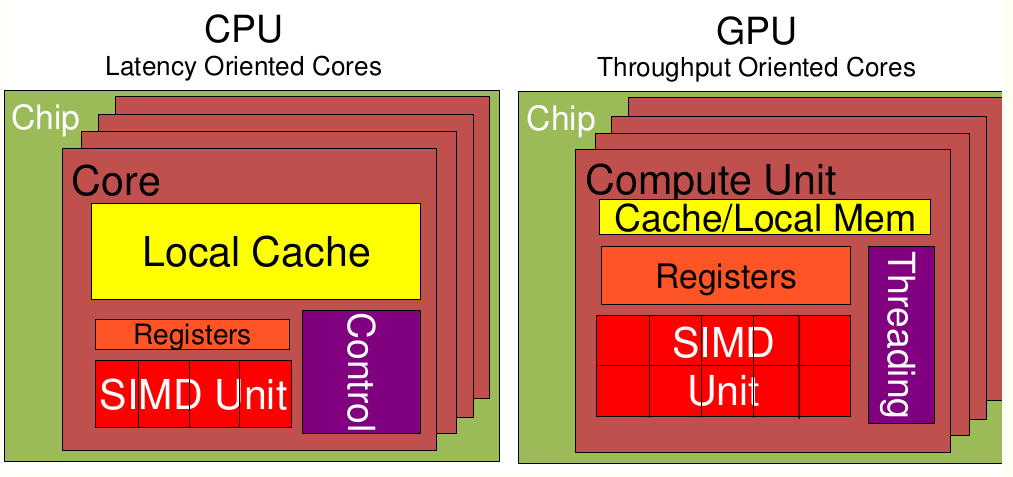 CPU
Latency Oriented Cores
Chip
Core
Local Cache
Registers
SIMD Unit
Control
GPU
Throughput Oriented Cores
Chip
Compute Unit
Cache/Local Mem
Registers
SIMD
Unit
Threading